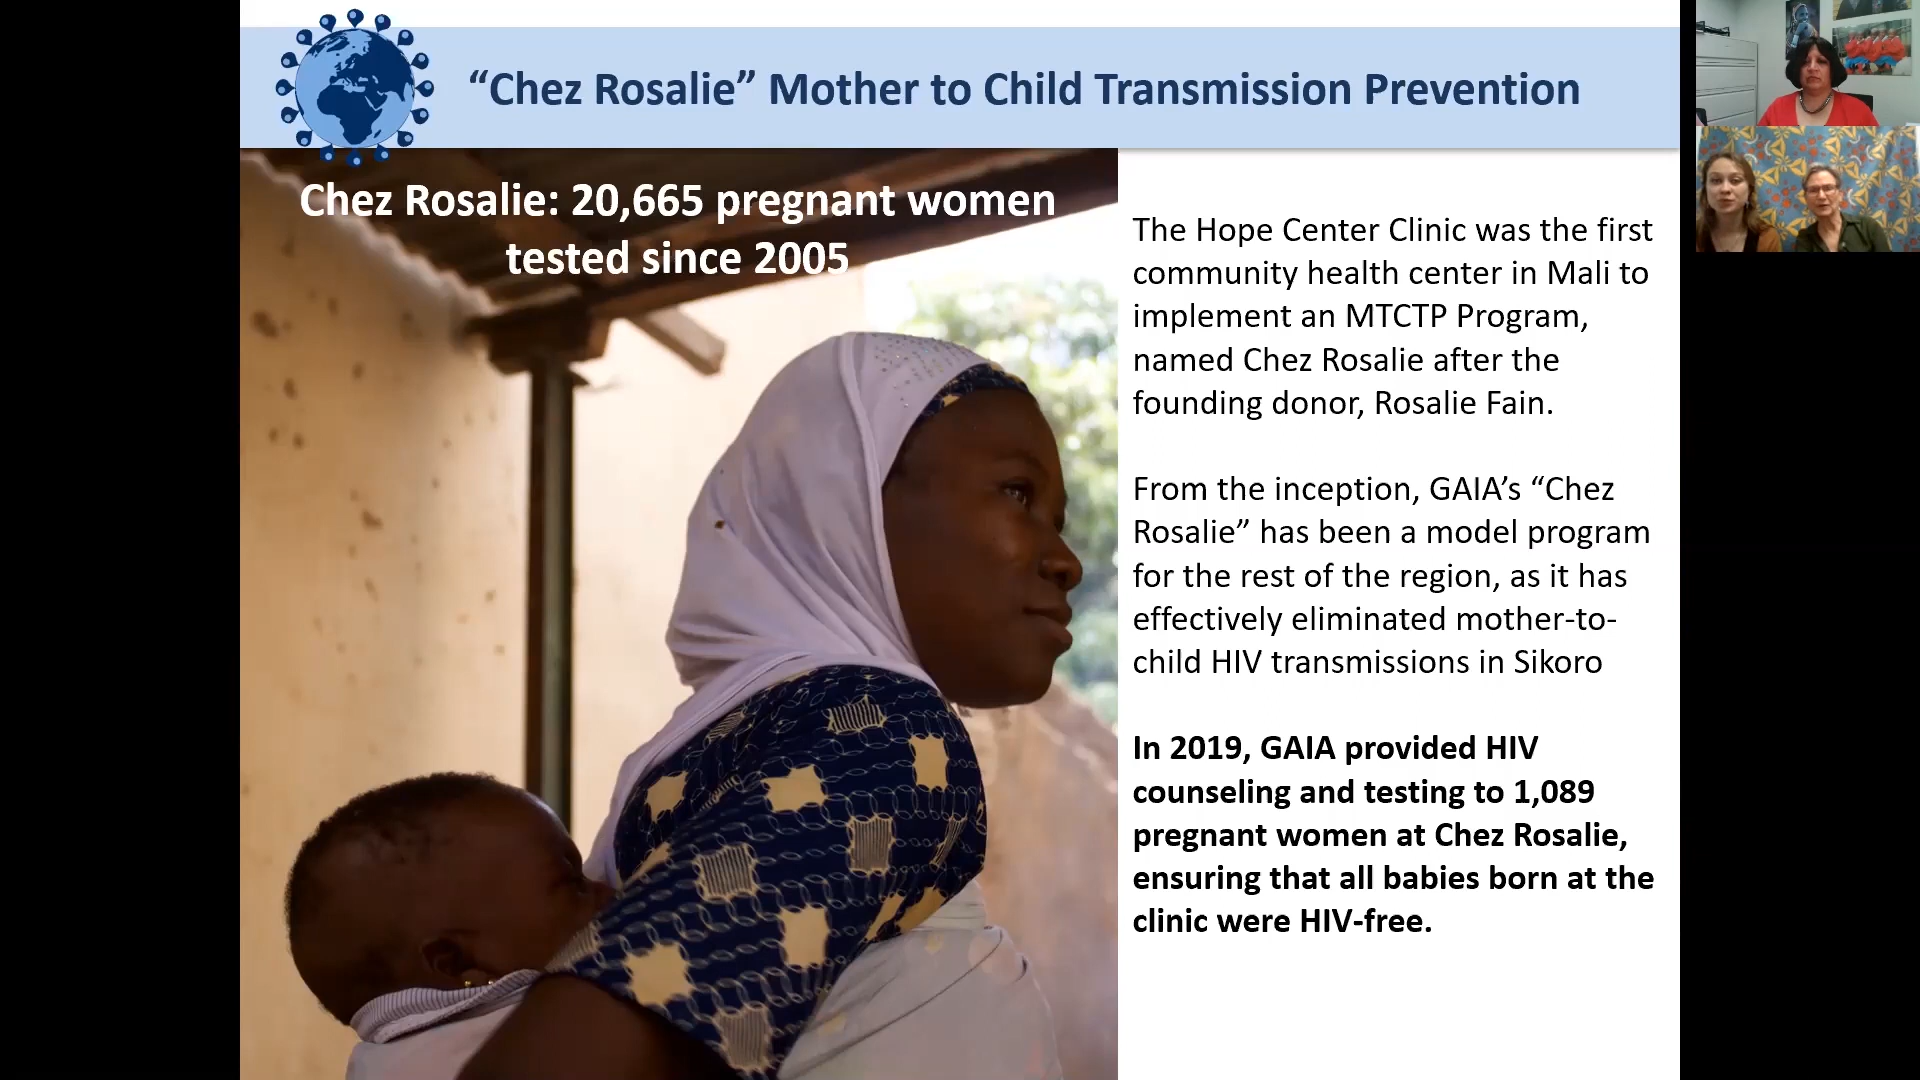 “Chez Rosalie” Mother to Child Transmission Prevention
Chez Rosalie: 20,665 pregnant women
tested since 2005
The Hope Center Clinic was the first
community health center in Mali to
implement an MTCTP Program,
named Chez Rosalie after the
founding donor, Rosalie Fain.
From the inception, GAIA’s “Chez
Rosalie” has been a model program
for the rest of the region, as it has
effectively eliminated mother-to-
child HIV transmissions in Sikoro
In 2019, GAIA provided HIV
counseling and testing to 1,089
pregnant women at Chez Rosalie,
ensuring that all babies born at the
clinic were HIV-free.